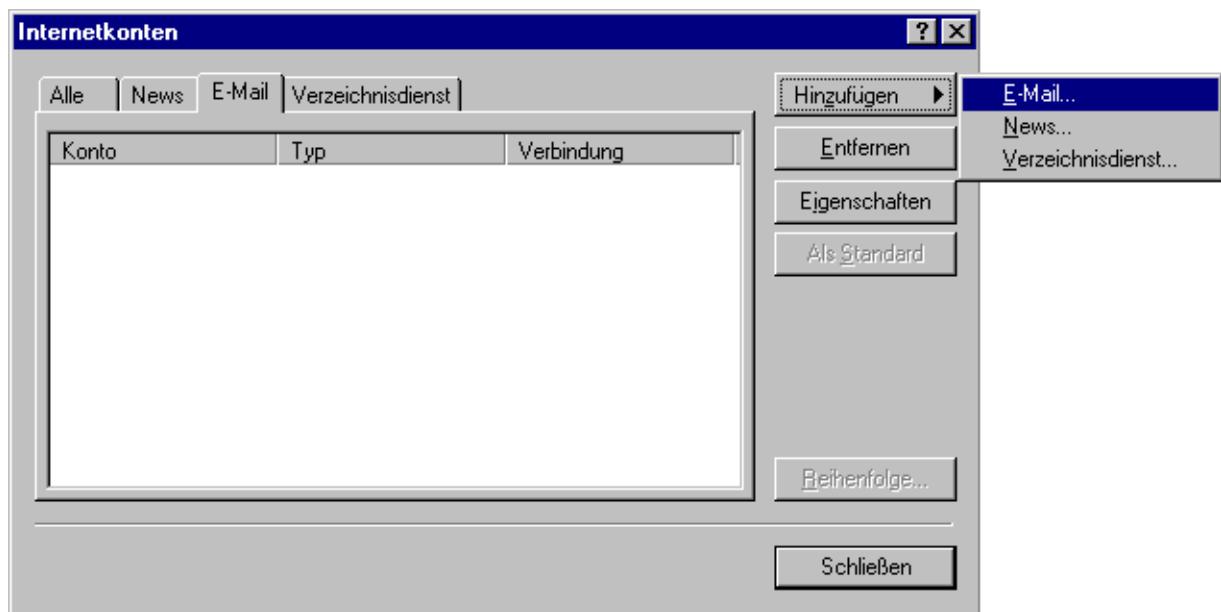 Internetkonten
Alle News E-Mail Verzeichnisdienst
Konto Typ Verbindung
Hinzufügen
Entfernen
Eigenschaften
Als Standard
Reihenfolge...
Schließen
E-Mail...
News...
Verzeichnisdienst...